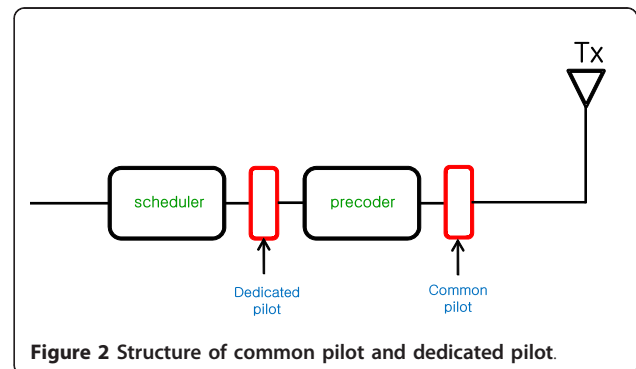 Tx
scheduler
precoder
Dedicated
pilot
Common
pilot
Figure 2 Structure of common pilot and dedicated pilot.